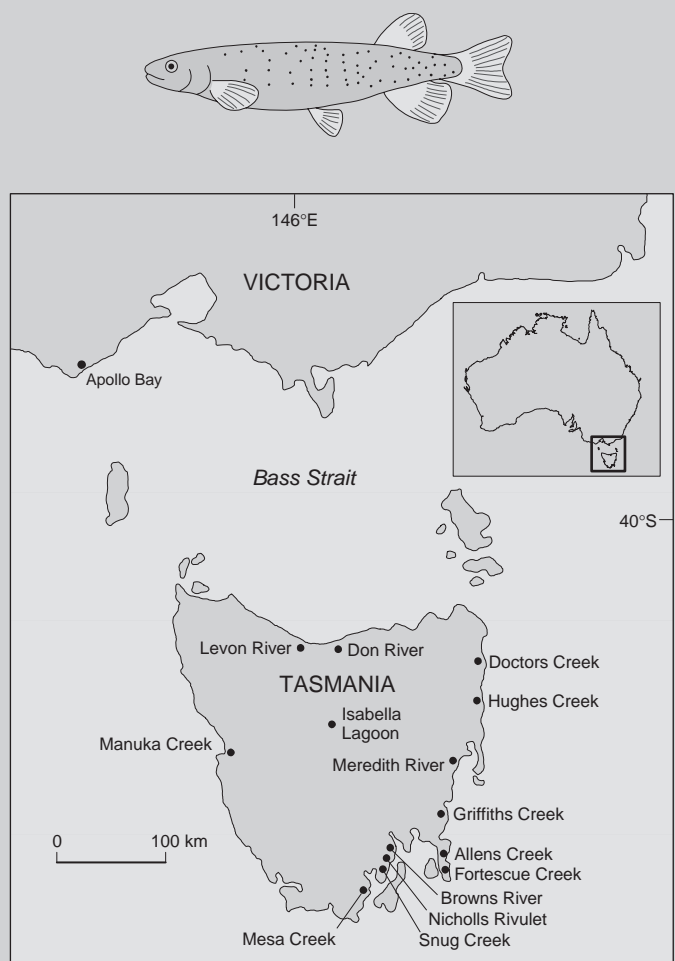 146°E
VICTORIA
Apollo Bay
Bass Strait
40°S
Levon River
Don River
Doctors Creek
TASMANIA
Hughes Creek
Isabella
Lagoon
Manuka Creek
Meredith River
Griffiths Creek
0 100 km
Allens Creek
Fortescue Creek
Browns River
Nicholls Rivulet
Mesa Creek
Snug Creek